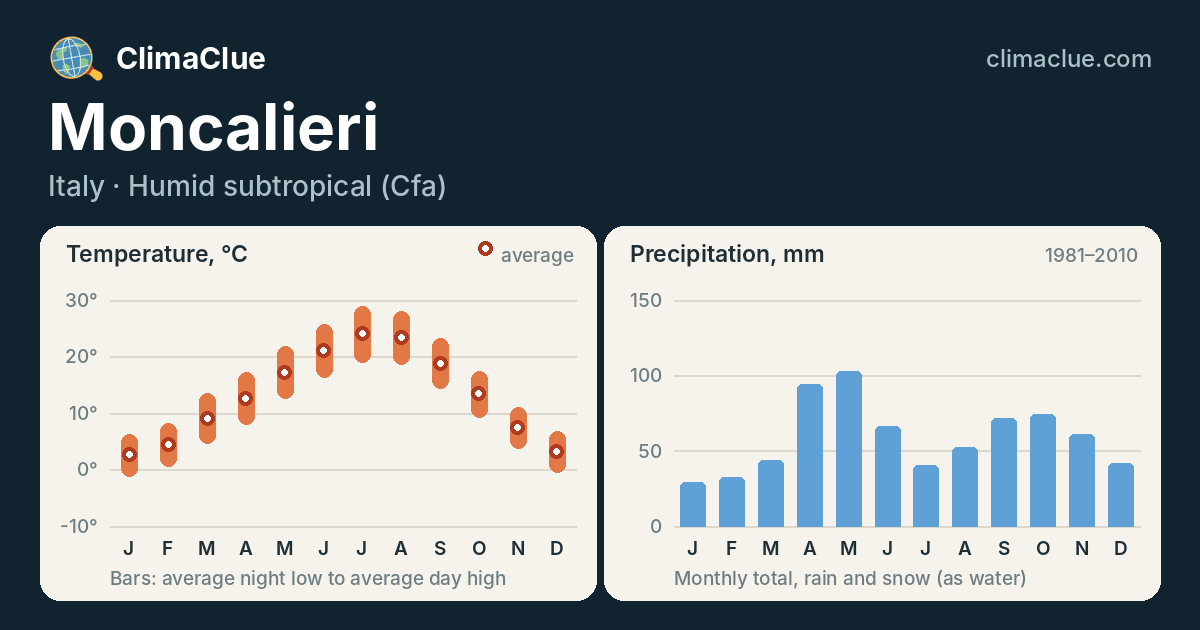 ClimaClue
climaclue.com
Moncalieri
Italy · Humid subtropical (Cfa)
Temperature, °C
average
30°
20°
10°
0°
-10°
J F M A M J J A S O N D
Bars: average night low to average day high
Precipitation, mm
1981–2010
150
100
50
0
J F M A M J J A S O N D
Monthly total, rain and snow (as water)